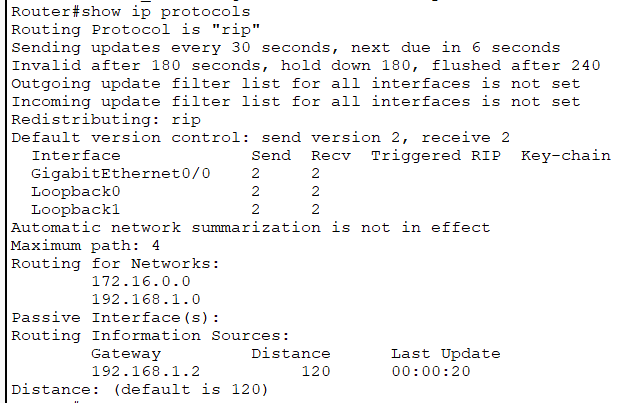 Router#show ip protocols
Routing Protocol is "rip"
Sending updates every 30 seconds, next due in 6 seconds
Invalid after 180 seconds, hold down 180, flushed after 240
Outgoing update filter list for all interfaces is not set
Incoming update filter list for all interfaces is not set
Redistributing: rip
Default version control: send version 2, receive 2
  Interface             Send  Recv  Triggered RIP  Key-chain
  GigabitEthernet0/0    2     2
  Loopback0             2     2
  Loopback1             2     2
Automatic network summarization is not in effect
Maximum path: 4
Routing for Networks:
        172.16.0.0
        192.168.1.0
Passive Interface(s):
Routing Information Sources:
        Gateway         Distance      Last Update
        192.168.1.2          120      00:00:20
Distance: (default is 120)